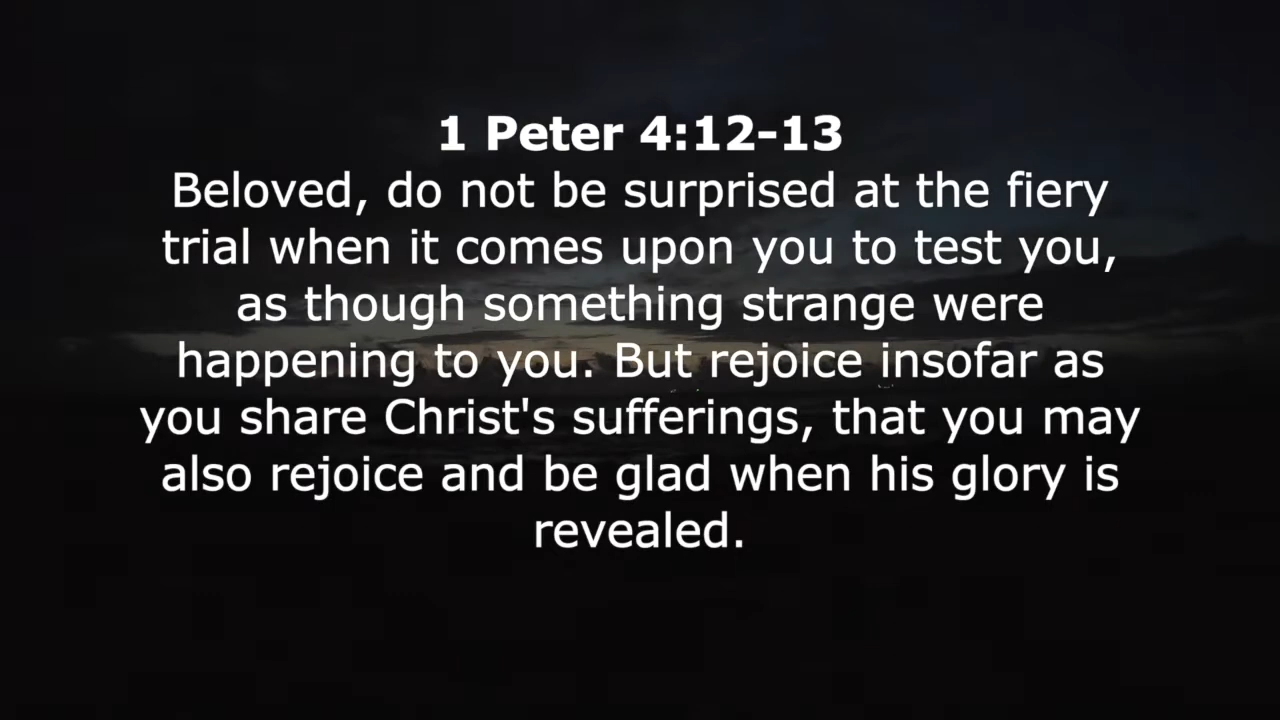 1 Peter 4:12-13
Beloved, do not be surprised at the fiery
trial when it comes upon you to test you,
as though something strange were
happening to you. But rejoice insofar as
you share Christ's sufferings, that you may
also rejoice and be glad when his glory is
revealed.